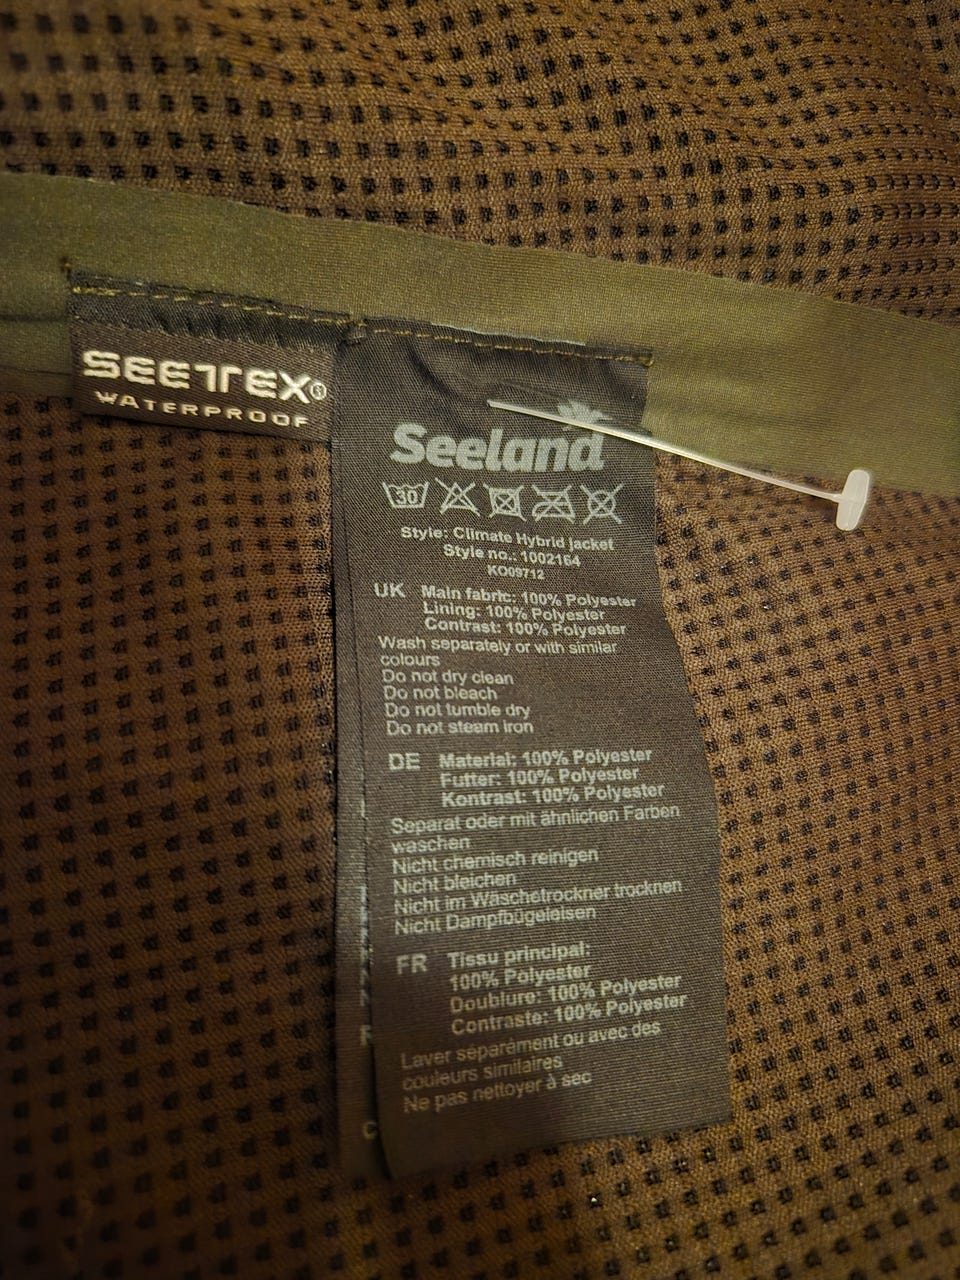 SEETEX®
WATERPROOF
Seeland
30
Style: Climate Hybrid Jacket
Style no.: 1002164
KO09712
UK Main fabric: 100% Polyester
Lining: 100% Polyester
Contrast: 100% Polyester
Wash separately or with similar
colours
Do not dry clean
Do not bleach
Do not tumble dry
Do not steam iron
DE Material: 100% Polyester
Futter: 100% Polyester
Kontrast: 100% Polyester
Separat oder mit ähnlichen Farben
waschen
Nicht chemisch reinigen
Nicht bleichen
Nicht im Wäschetrockner trocknen
Nicht Dampfbügeleisen
FR Tissu principal:
100% Polyester
Doublure: 100% Polyester
Contraste: 100% Polyester
Laver séparément ou avec des
couleurs similaires
Ne pas nettoyer à sec